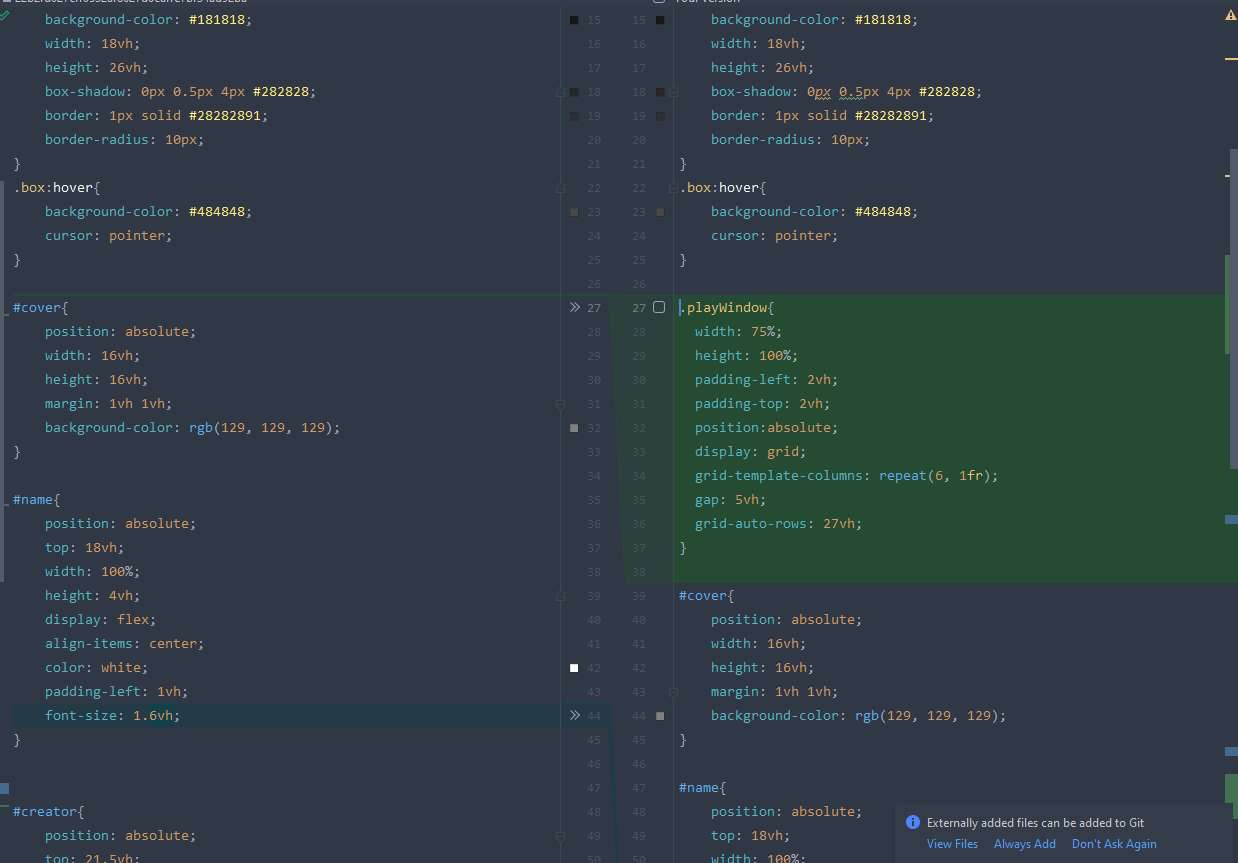 background-color: #181818;
width: 18vh;
height: 26vh;
box-shadow: 0px 0.5px 4px #282828;
border: 1px solid #28282891;
border-radius: 10px;
}
.box:hover{
background-color: #484848;
cursor: pointer;
}
#cover{
position: absolute;
width: 16vh;
height: 16vh;
margin: 1vh 1vh;
background-color: rgb(129, 129, 129);
}
#name{
position: absolute;
top: 18vh;
width: 100%;
height: 4vh;
display: flex;
align-items: center;
color: white;
padding-left: 1vh;
font-size: 1.6vh;
}
#creator{
position: absolute;
top: 21.5vh;
15 15
16 16
17 17
18 18
19 19
20 20
21 21
22 22
23 23
24 24
25 25
26 26
27 27
28 28
29 29
30 30
31 31
32 32
33 33
34 34
35 35
36 36
37 37
38 38
39 39
40 40
41 41
42 42
43 43
44 44
45 45
46 46
47 47
48 48
49 49
50 50
background-color: #181818;
width: 18vh;
height: 26vh;
box-shadow: 0px 0.5px 4px #282828;
border: 1px solid #28282891;
border-radius: 10px;
}
.box:hover{
background-color: #484848;
cursor: pointer;
}
.playWindow{
width: 75%;
height: 100%;
padding-left: 2vh;
padding-top: 2vh;
position:absolute;
display: grid;
grid-template-columns: repeat(6, 1fr);
gap: 5vh;
grid-auto-rows: 27vh;
}
#cover{
position: absolute;
width: 16vh;
height: 16vh;
margin: 1vh 1vh;
background-color: rgb(129, 129, 129);
}
#name{
position: absolute;
top: 18vh;
width: 100%;
Externally added files can be added to Git
View Files Always Add Don't Ask Again